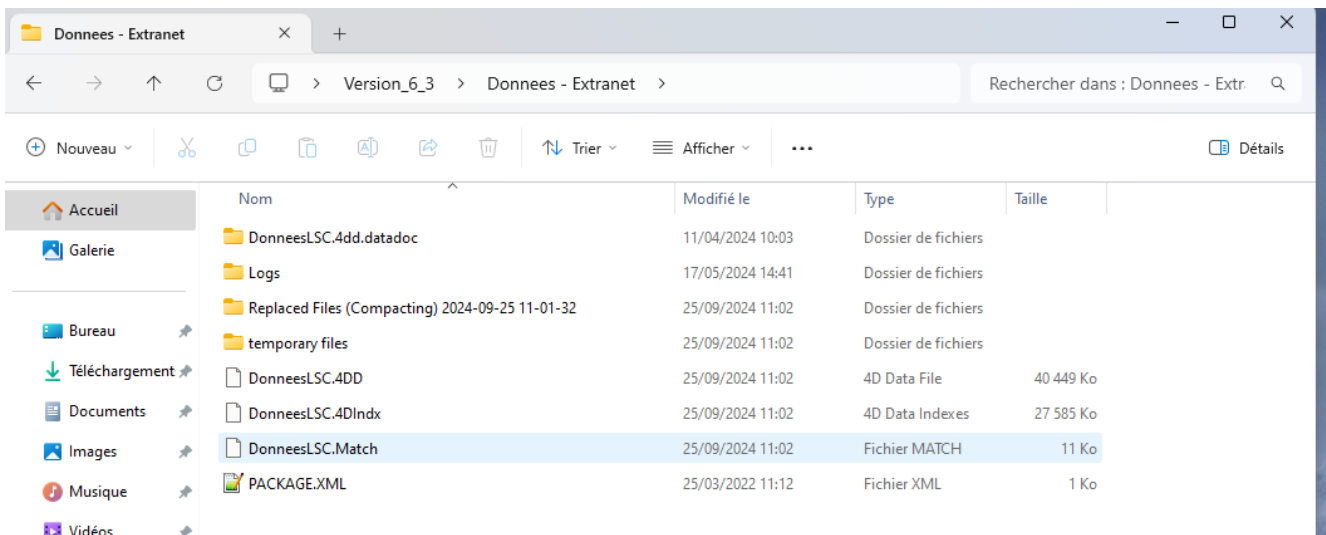 Donnees - Extranet
Version_6_3 > Donnees - Extranet >
Rechercher dans : Donnees - Extr
Nouveau
Trier
Afficher
Détails
Accueil
Galerie
Bureau
Téléchargement
Documents
Images
Musique
Vidéos
Nom Modifié le Type Taille
DonneesLSC.4dd.datadoc 11/04/2024 10:03 Dossier de fichiers
Logs 17/05/2024 14:41 Dossier de fichiers
Replaced Files (Compacting) 2024-09-25 11-01-32 25/09/2024 11:02 Dossier de fichiers
temporary files 25/09/2024 11:02 Dossier de fichiers
DonneesLSC.4DD 25/09/2024 11:02 4D Data File 40 449 Ko
DonneesLSC.4DIndx 25/09/2024 11:02 4D Data Indexes 27 585 Ko
DonneesLSC.Match 25/09/2024 11:02 Fichier MATCH 11 Ko
PACKAGE.XML 25/03/2022 11:12 Fichier XML 1 Ko